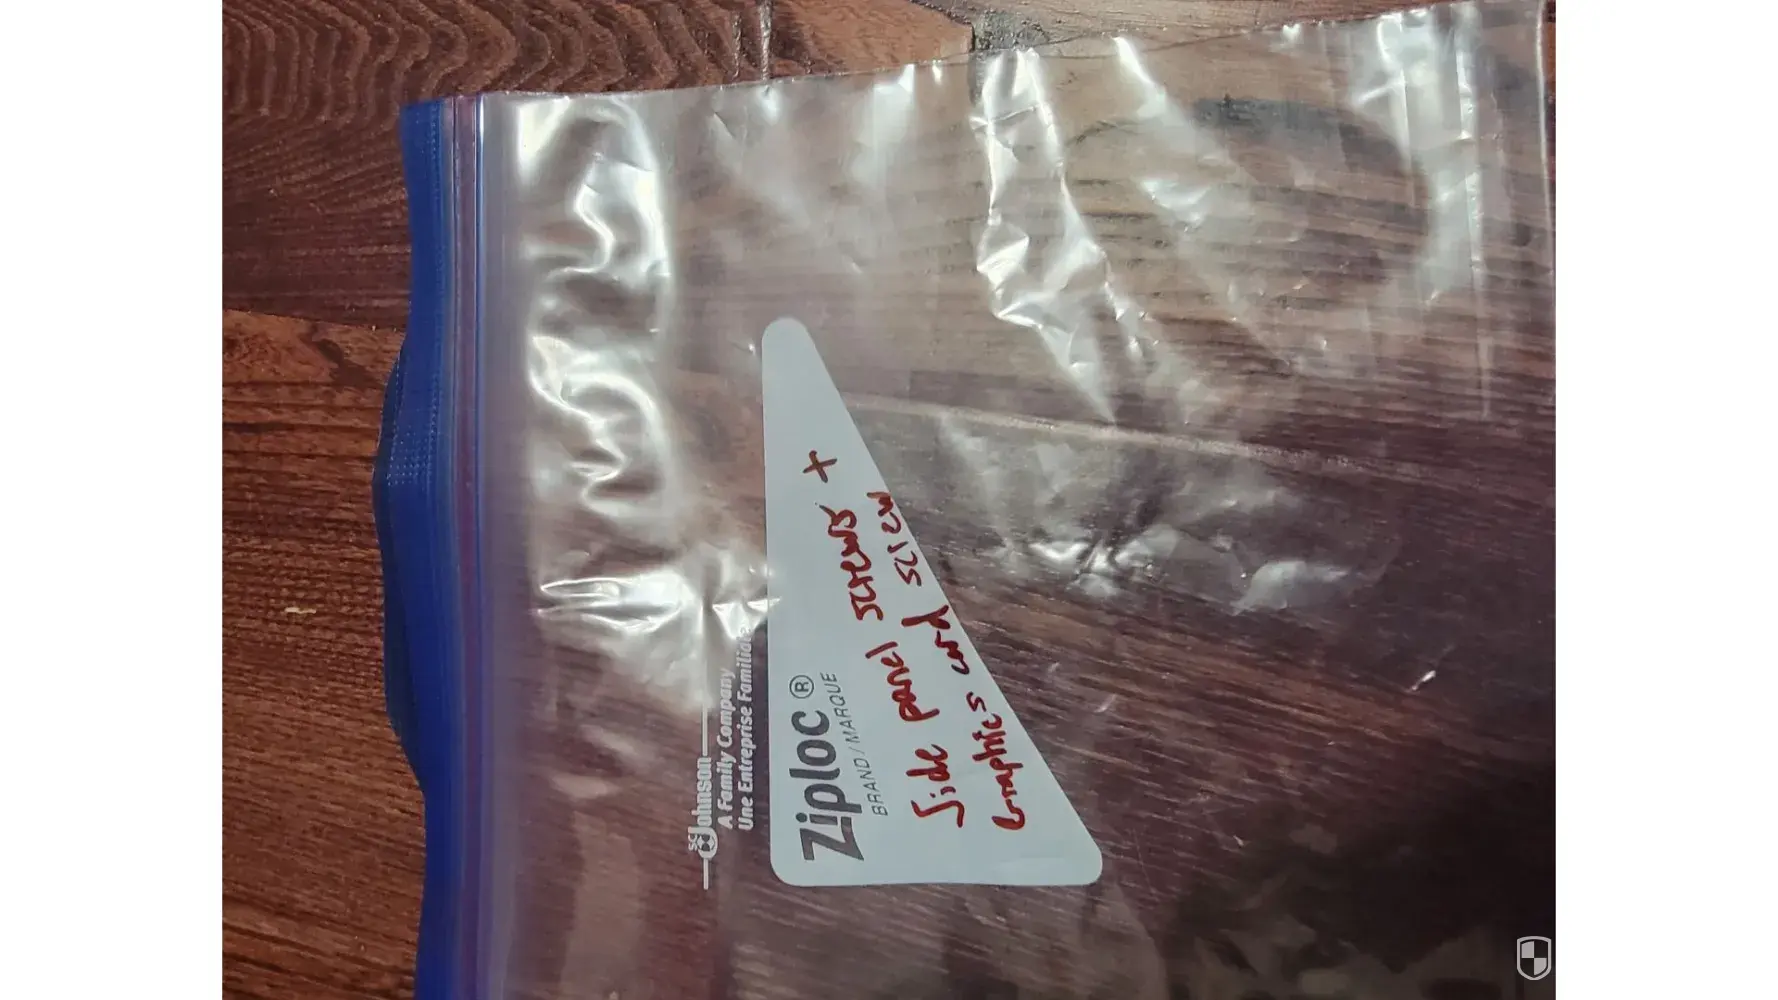 SC Johnson
A Family Company
Une Entreprise Familiale
Ziploc®
BRAND/MARQUE
Side panel screws +
Graphics card screw